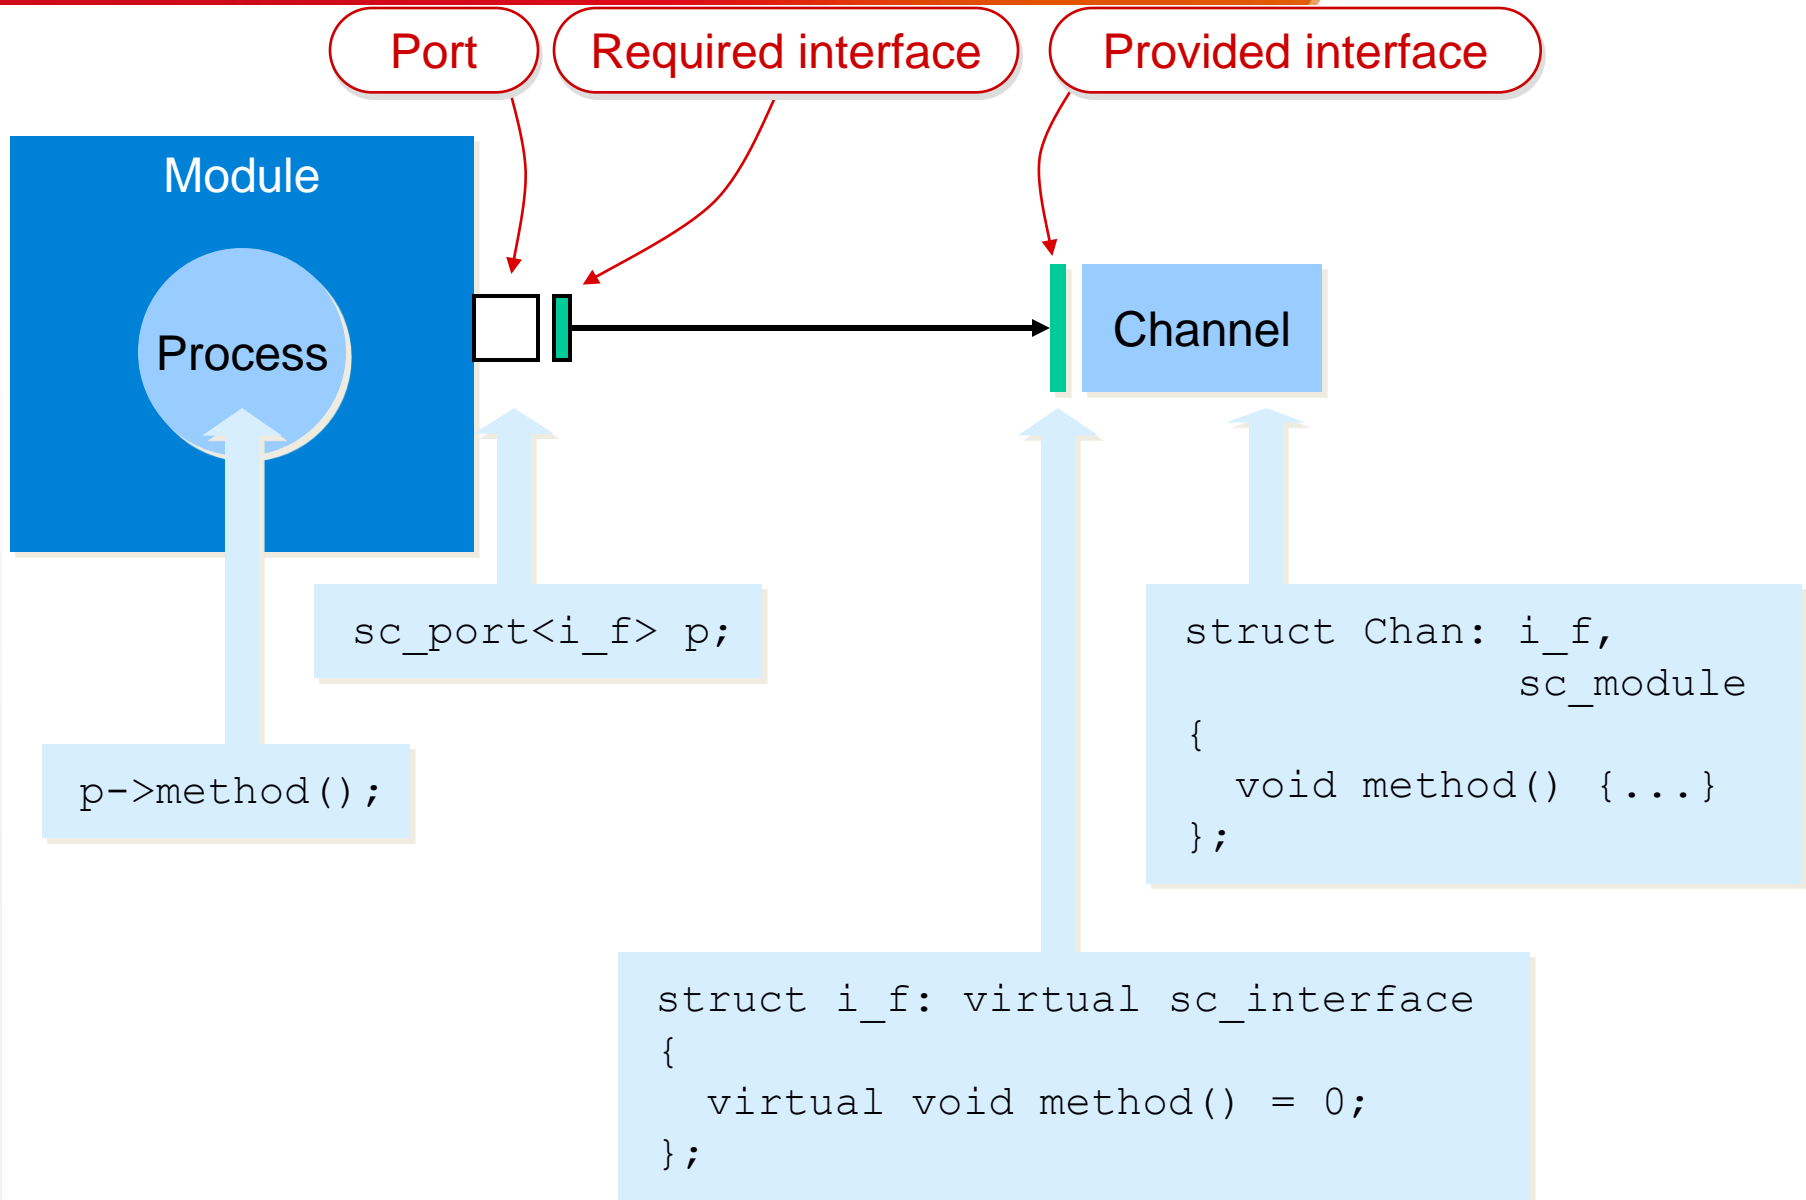 Port
Required interface
Provided interface
Module
Process
Channel
sc_port<i_f> p;
p->method();
struct Chan: i_f,
sc_module
{
void method() {...}
};
struct i_f: virtual sc_interface
{
virtual void method() = 0;
};